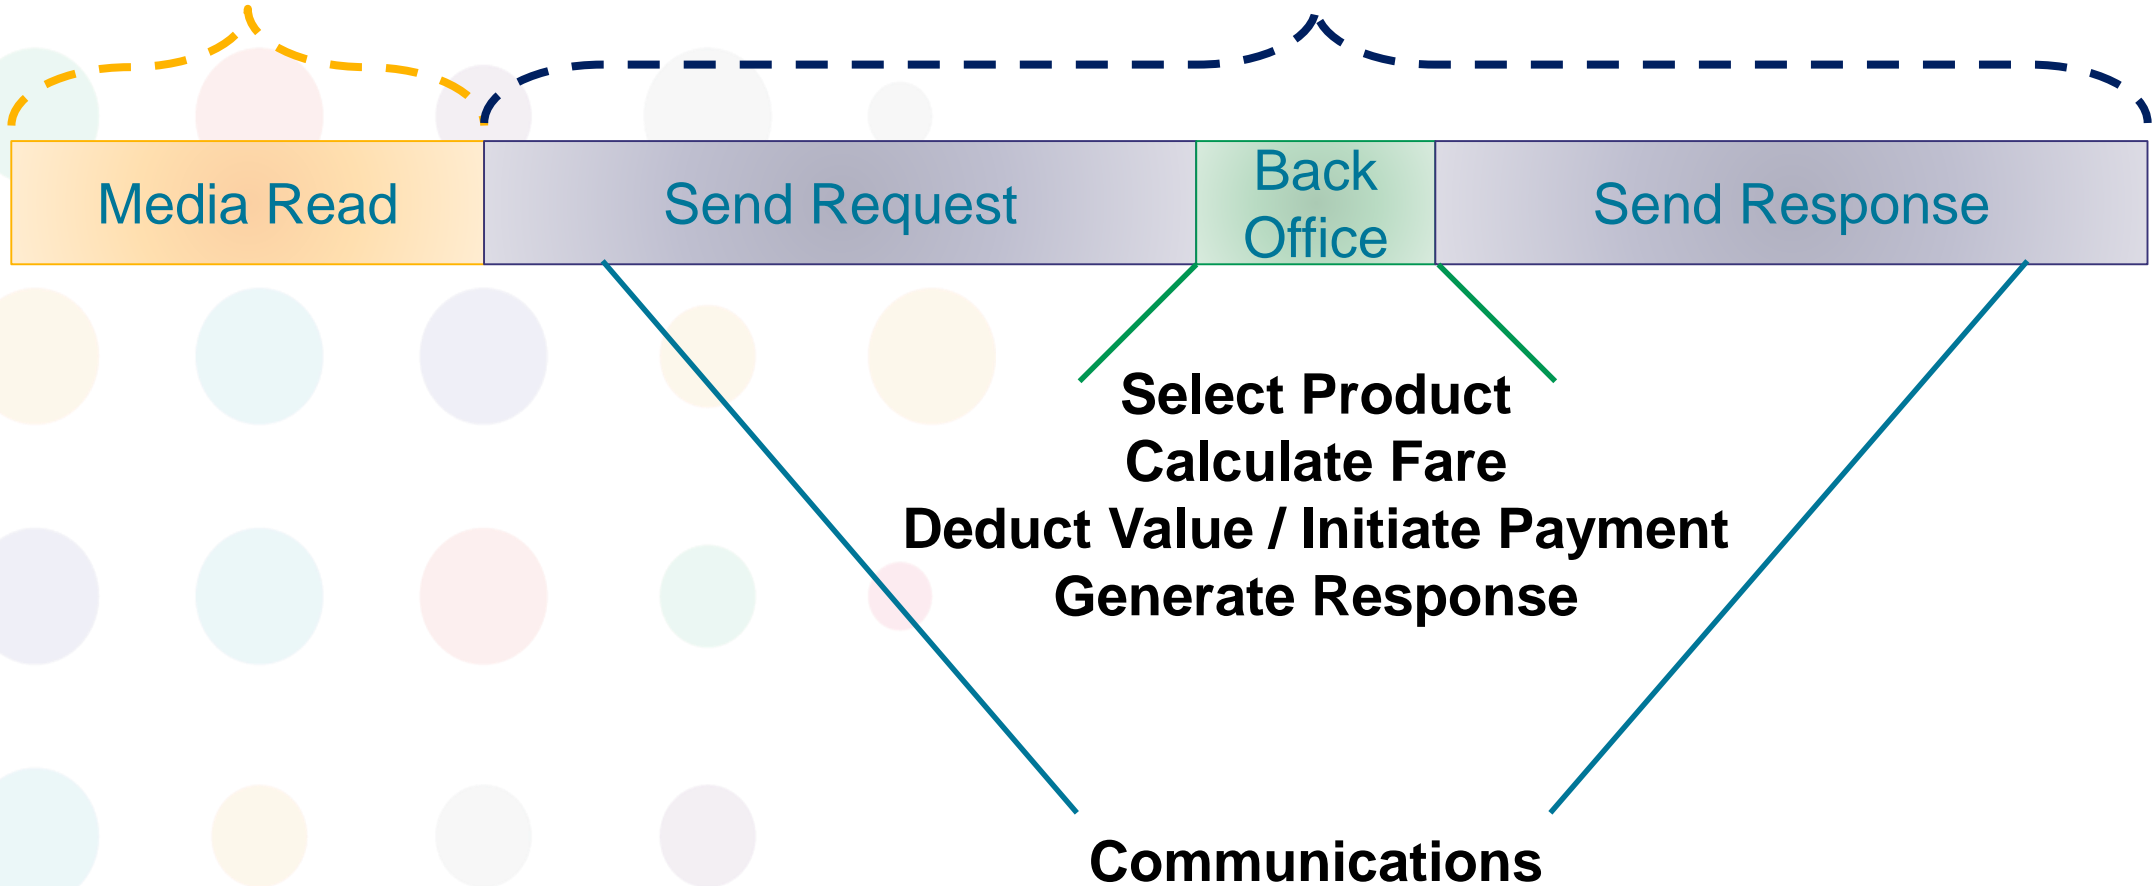 Media Read
Send Request
Back
Office
Send Response
Select Product
Calculate Fare
Deduct Value / Initiate Payment
Generate Response
Communications